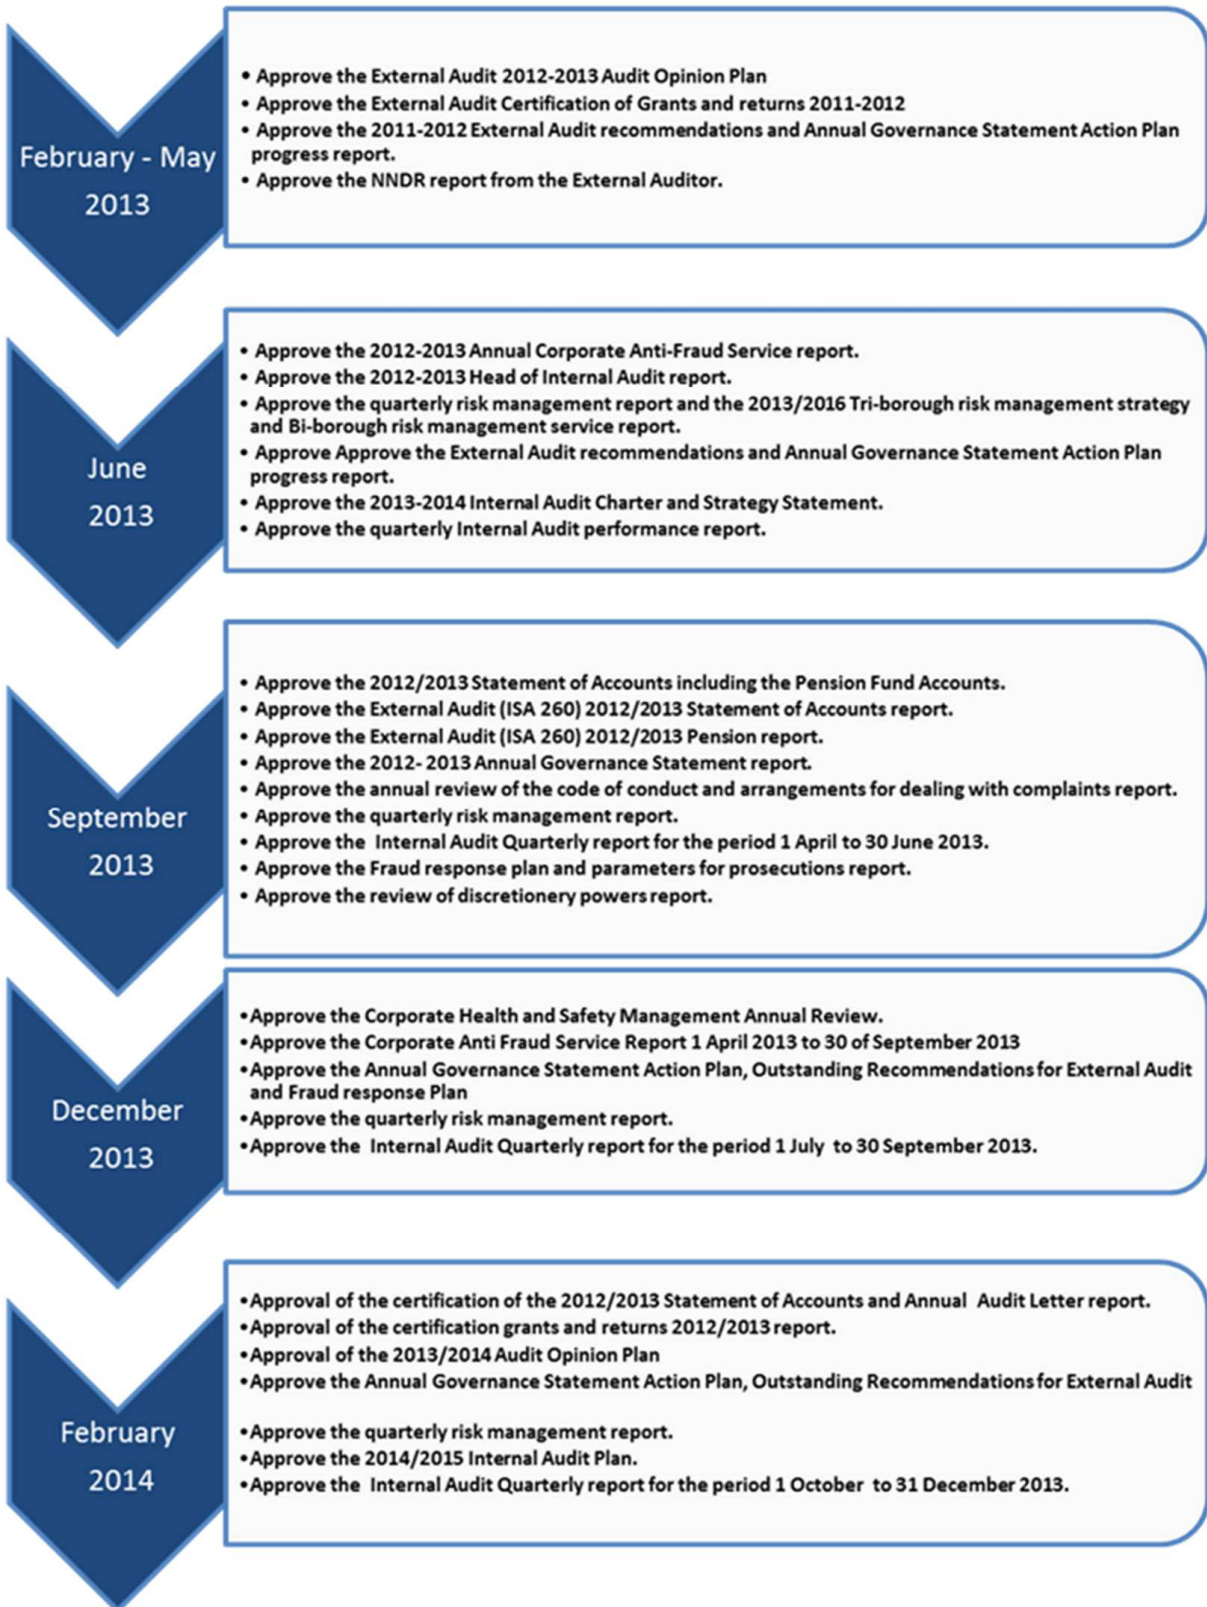 February - May
2013
• Approve the External Audit 2012-2013 Audit Opinion Plan
• Approve the External Audit Certification of Grants and returns 2011-2012
• Approve the 2011-2012 External Audit recommendations and Annual Governance Statement Action Plan
progress report.
• Approve the NNDR report from the External Auditor.
June
2013
• Approve the 2012-2013 Annual Corporate Anti-Fraud Service report.
• Approve the 2012-2013 Head of Internal Audit report.
• Approve the quarterly risk management report and the 2013/2016 Tri-borough risk management strategy
and Bi-borough risk management service report.
• Approve Approve the External Audit recommendations and Annual Governance Statement Action Plan
progress report.
• Approve the 2013-2014 Internal Audit Charter and Strategy Statement.
• Approve the quarterly Internal Audit performance report.
September
2013
• Approve the 2012/2013 Statement of Accounts including the Pension Fund Accounts.
• Approve the External Audit (ISA 260) 2012/2013 Statement of Accounts report.
• Approve the External Audit (ISA 260) 2012/2013 Pension report.
• Approve the 2012- 2013 Annual Governance Statement report.
• Approve the annual review of the code of conduct and arrangements for dealing with complaints report.
• Approve the quarterly risk management report.
• Approve the Internal Audit Quarterly report for the period 1 April to 30 June 2013.
• Approve the Fraud response plan and parameters for prosecutions report.
• Approve the review of discretionery powers report.
December
2013
•Approve the Corporate Health and Safety Management Annual Review.
•Approve the Corporate Anti Fraud Service Report 1 April 2013 to 30 of September 2013
•Approve the Annual Governance Statement Action Plan, Outstanding Recommendations for External Audit
and Fraud response Plan
•Approve the quarterly risk management report.
•Approve the Internal Audit Quarterly report for the period 1 July to 30 September 2013.
February
2014
•Approval of the certification of the 2012/2013 Statement of Accounts and Annual Audit Letter report.
•Approval of the certification grants and returns 2012/2013 report.
•Approval of the 2013/2014 Audit Opinion Plan
•Approve the Annual Governance Statement Action Plan, Outstanding Recommendations for External Audit
•Approve the quarterly risk management report.
•Approve the 2014/2015 Internal Audit Plan.
•Approve the Internal Audit Quarterly report for the period 1 October to 31 December 2013.